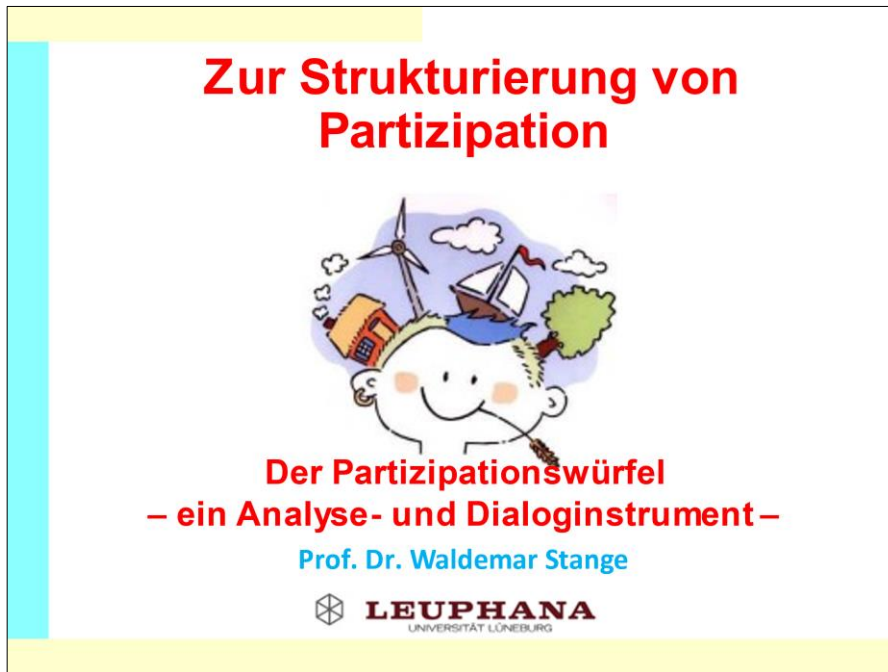 Zur Strukturierung von
Partizipation
Der Partizipationswürfel
– ein Analyse- und Dialoginstrument –
Prof. Dr. Waldemar Stange
LEUPHANA
UNIVERSITÄT LÜNEBURG